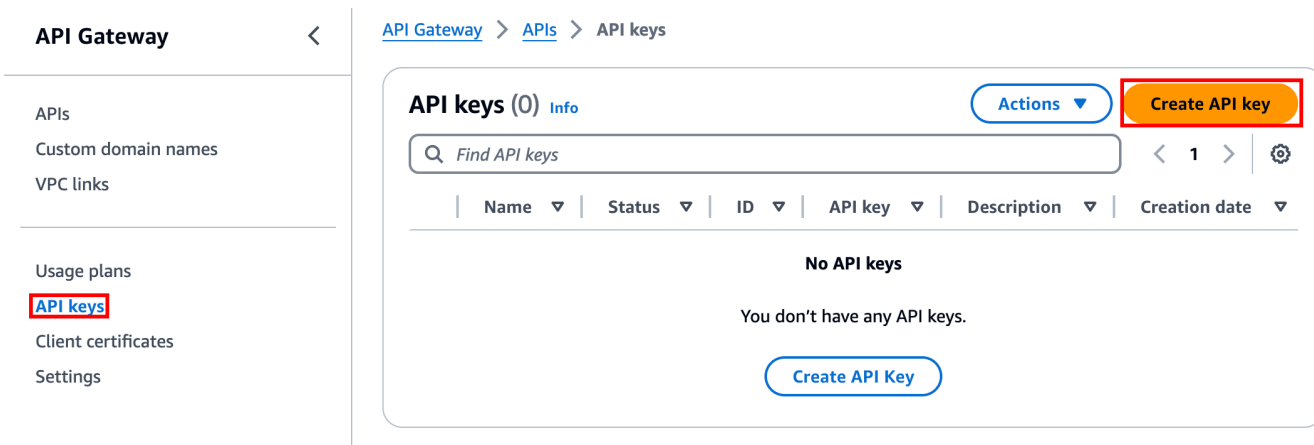 API Gateway
APIs
Custom domain names
VPC links
Usage plans
API keys
Client certificates
Settings
API Gateway > APIs > API keys
API keys (0) Info
Actions
Create API key
Find API keys
1
Name Status ID API key Description Creation date
No API keys
You don't have any API keys.
Create API Key